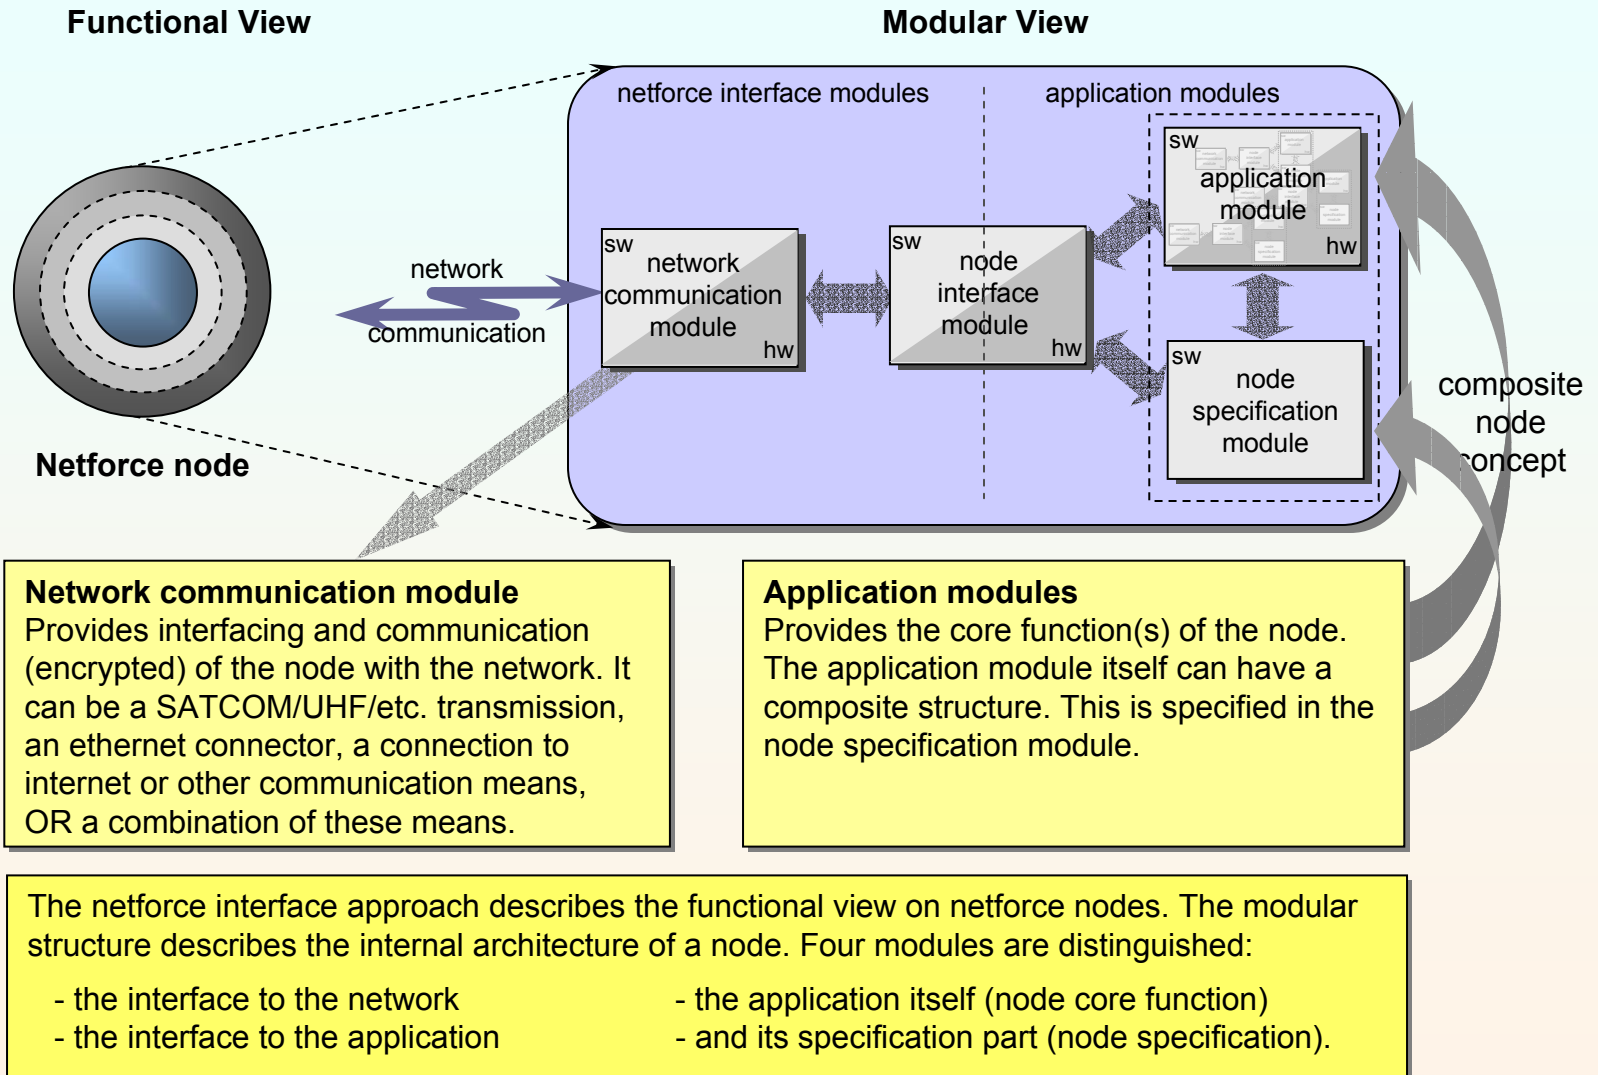 Functional View
Modular View
netforce interface modules
application modules
sw
application
module
hw
sw
network
communication
module
hw
sw
node
interface
module
hw
network
communication
sw
node
specification
module
composite
node
concept
Netforce node
Network communication module
Provides interfacing and communication
(encrypted) of the node with the network. It
can be a SATCOM/UHF/etc. transmission,
an ethernet connector, a connection to
internet or other communication means,
OR a combination of these means.
Application modules
Provides the core function(s) of the node.
The application module itself can have a
composite structure. This is specified in the
node specification module.
The netforce interface approach describes the functional view on netforce nodes. The modular
structure describes the internal architecture of a node. Four modules are distinguished:
- the interface to the network
- the interface to the application
- the application itself (node core function)
- and its specification part (node specification).